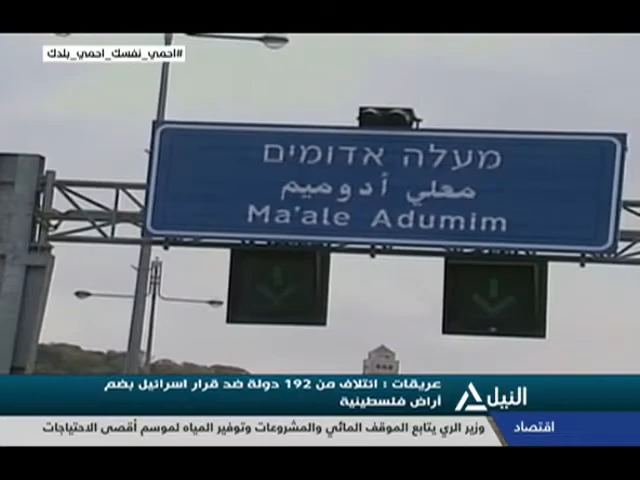 #احمي_نفسك_احمي_بلدك
מעלה אדומים
معلي أدوميم
Ma'ale Adumim
عريقات : ائتلاف من 192 دولة ضد قرار اسرائيل بضم
أراض فلسطينية
النيل
وزير الري يتابع الموقف المائي والمشروعات وتوفير المياه لموسم أقصى الاحتياجات
اقتصاد